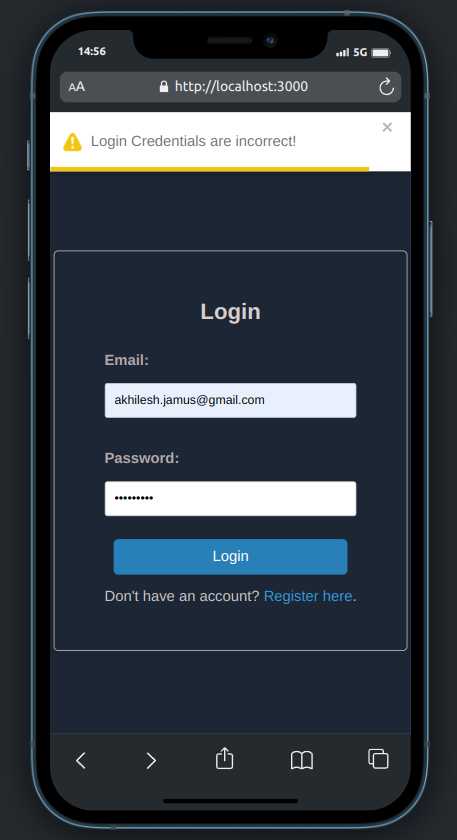 14:56
5G
AA
http://localhost:3000
Login Credentials are incorrect!
Login
Email:
akhilesh.jamus@gmail.com
Password:
•••••••••
Login
Don't have an account? Register here.